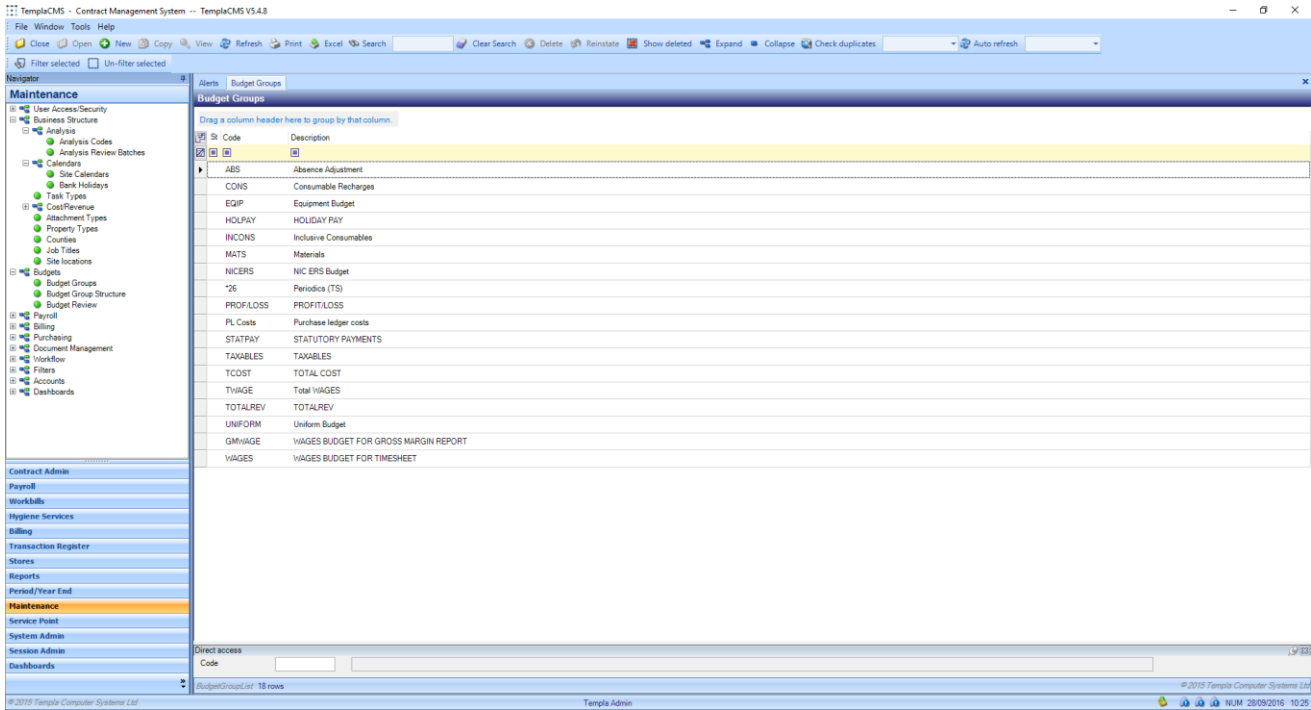 TemplaCMS - Contract Management System -- TemplaCMS V5.4.8
File Window Tools Help
Close Open New Copy View Refresh Print Excel Search Clear Search Delete Reinstate Show deleted Expand Collapse Check duplicates Auto refresh
Filter selected Un-filter selected
Navigator
Maintenance
User Access/Security
Business Structure
Analysis
Analysis Codes
Analysis Review Batches
Calendars
Site Calendars
Bank Holidays
Task Types
Cost/Revenue
Attachment Types
Property Types
Counties
Job Titles
Site locations
Budgets
Budget Groups
Budget Group Structure
Budget Review
Payroll
Billing
Purchasing
Document Management
Workflow
Filters
Accounts
Dashboards
Contract Admin
Payroll
Workbills
Hygiene Services
Billing
Transaction Register
Stores
Reports
Period/Year End
Maintenance
Service Point
System Admin
Session Admin
Dashboards
Alerts Budget Groups
Budget Groups
Drag a column header here to group by that column.
St Code Description
ABS Absence Adjustment
CONS Consumable Recharges
EQIP Equipment Budget
HOLPAY HOLIDAY PAY
INCONS Inclusive Consumables
MATS Materials
NICERS NIC ERS Budget
*26 Periodics (TS)
PROF/LOSS PROFIT/LOSS
PL Costs Purchase ledger costs
STATPAY STATUTORY PAYMENTS
TAXABLES TAXABLES
TCOST TOTAL COST
TWAGE Total WAGES
TOTALREV TOTALREV
UNIFORM Uniform Budget
GMWAGE WAGES BUDGET FOR GROSS MARGIN REPORT
WAGES WAGES BUDGET FOR TIMESHEET
Direct access
Code
BudgetGroupList 18 rows © 2015 Templa Computer Systems Ltd
© 2015 Templa Computer Systems Ltd Templa Admin NUM 28/09/2016 10:25